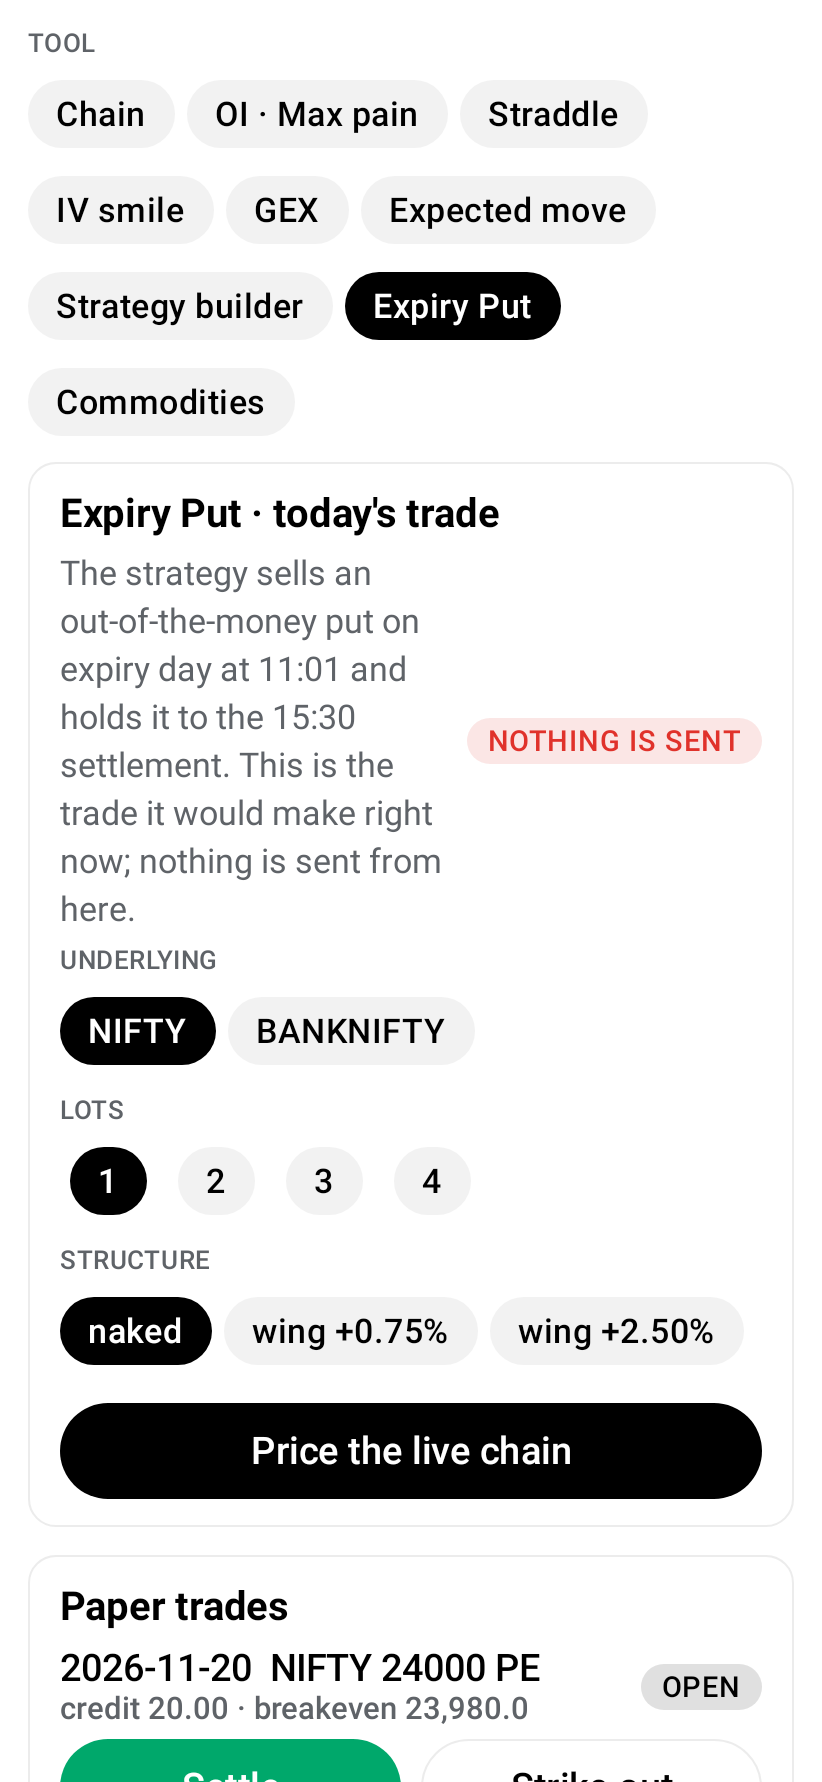 TOOL
Chain
OI · Max pain
Straddle
IV smile
GEX
Expected move
Strategy builder
Expiry Put
Commodities
Expiry Put · today's trade
The strategy sells an
out-of-the-money put on
expiry day at 11:01 and
holds it to the 15:30
settlement. This is the
trade it would make right
now; nothing is sent from
here.
NOTHING IS SENT
UNDERLYING
NIFTY
BANKNIFTY
LOTS
1
2
3
4
STRUCTURE
naked
wing +0.75%
wing +2.50%
Price the live chain
Paper trades
2026-11-20 NIFTY 24000 PE
credit 20.00 · breakeven 23,980.0
OPEN
Settle
Strike out